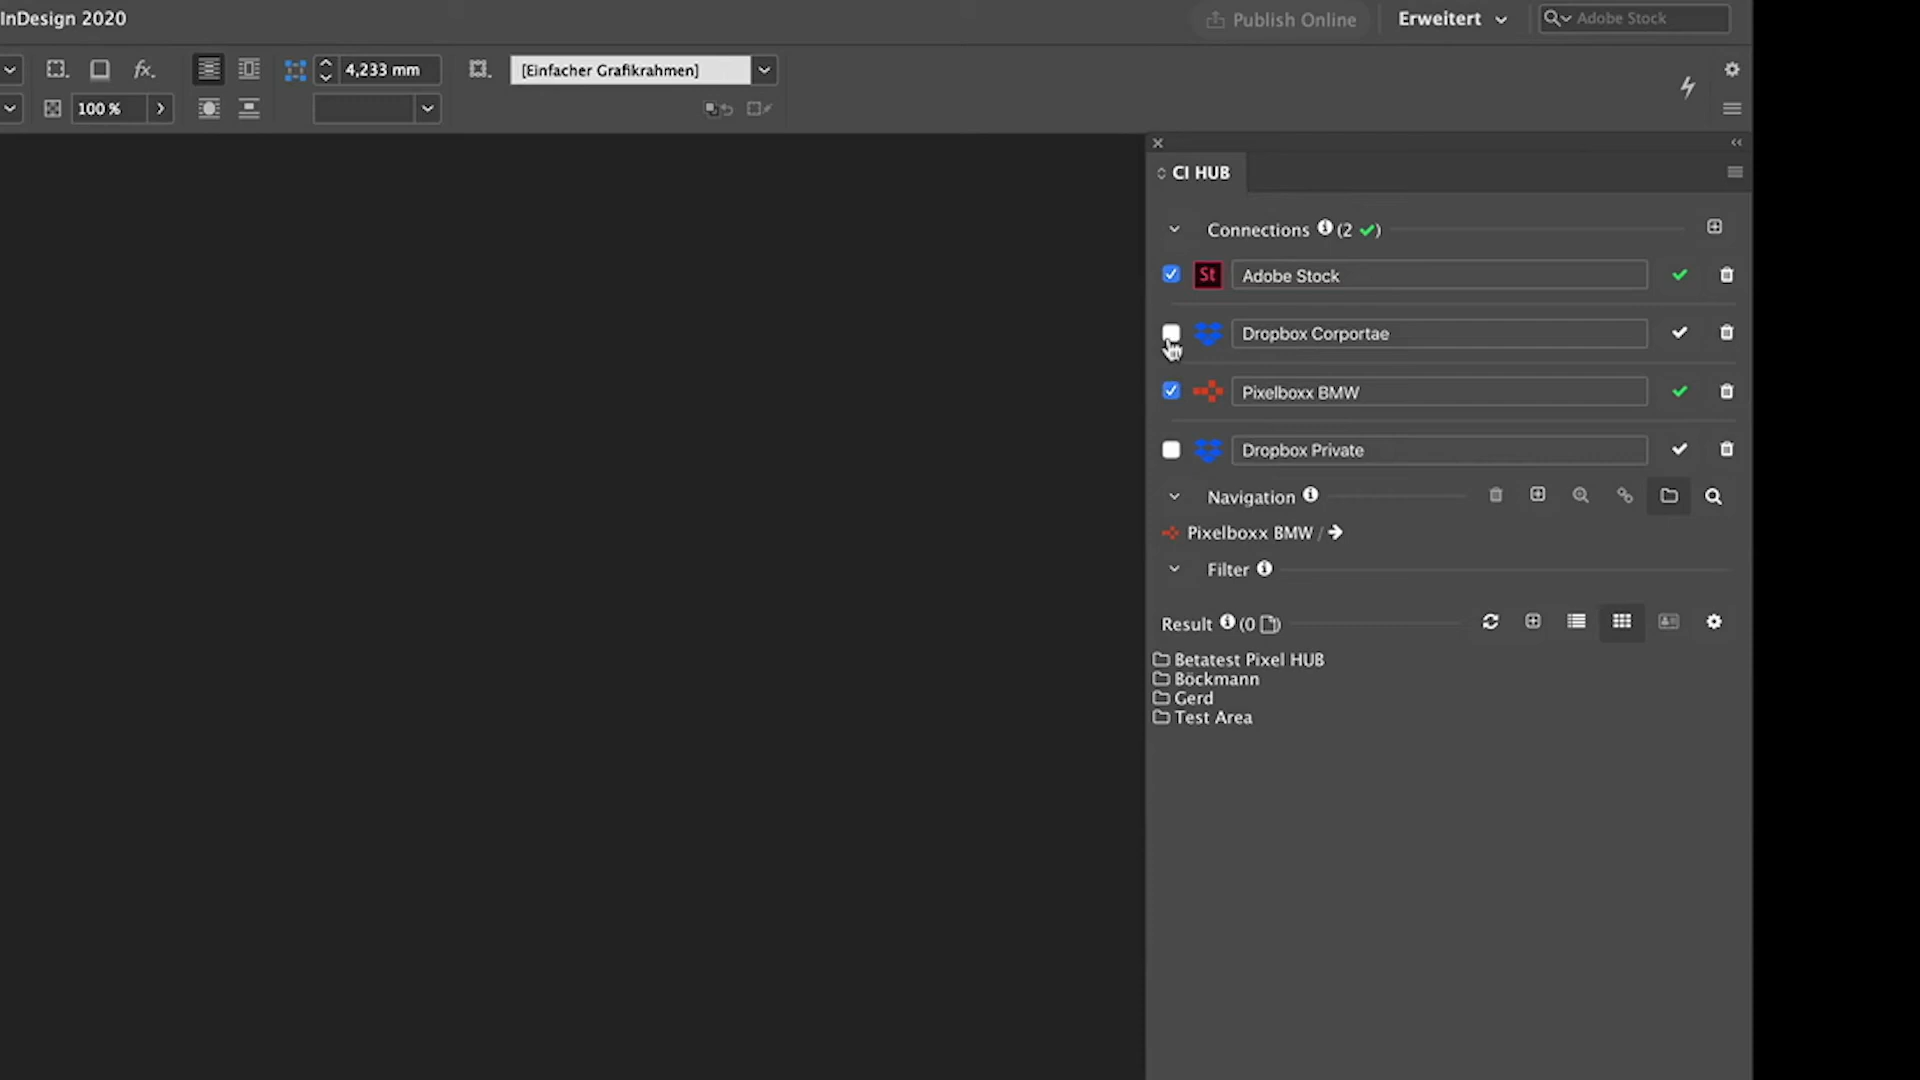 InDesign 2020
Publish Online
Erweitert
Adobe Stock
fx.
4,233 mm
[Einfacher Grafikrahmen]
100 %
CI HUB
Connections (2 ✓)
St Adobe Stock
Dropbox Corportae
Pixelboxx BMW
Dropbox Private
Navigation
Pixelboxx BMW /
Filter
Result (0 )
Betatest Pixel HUB
Böckmann
Gerd
Test Area